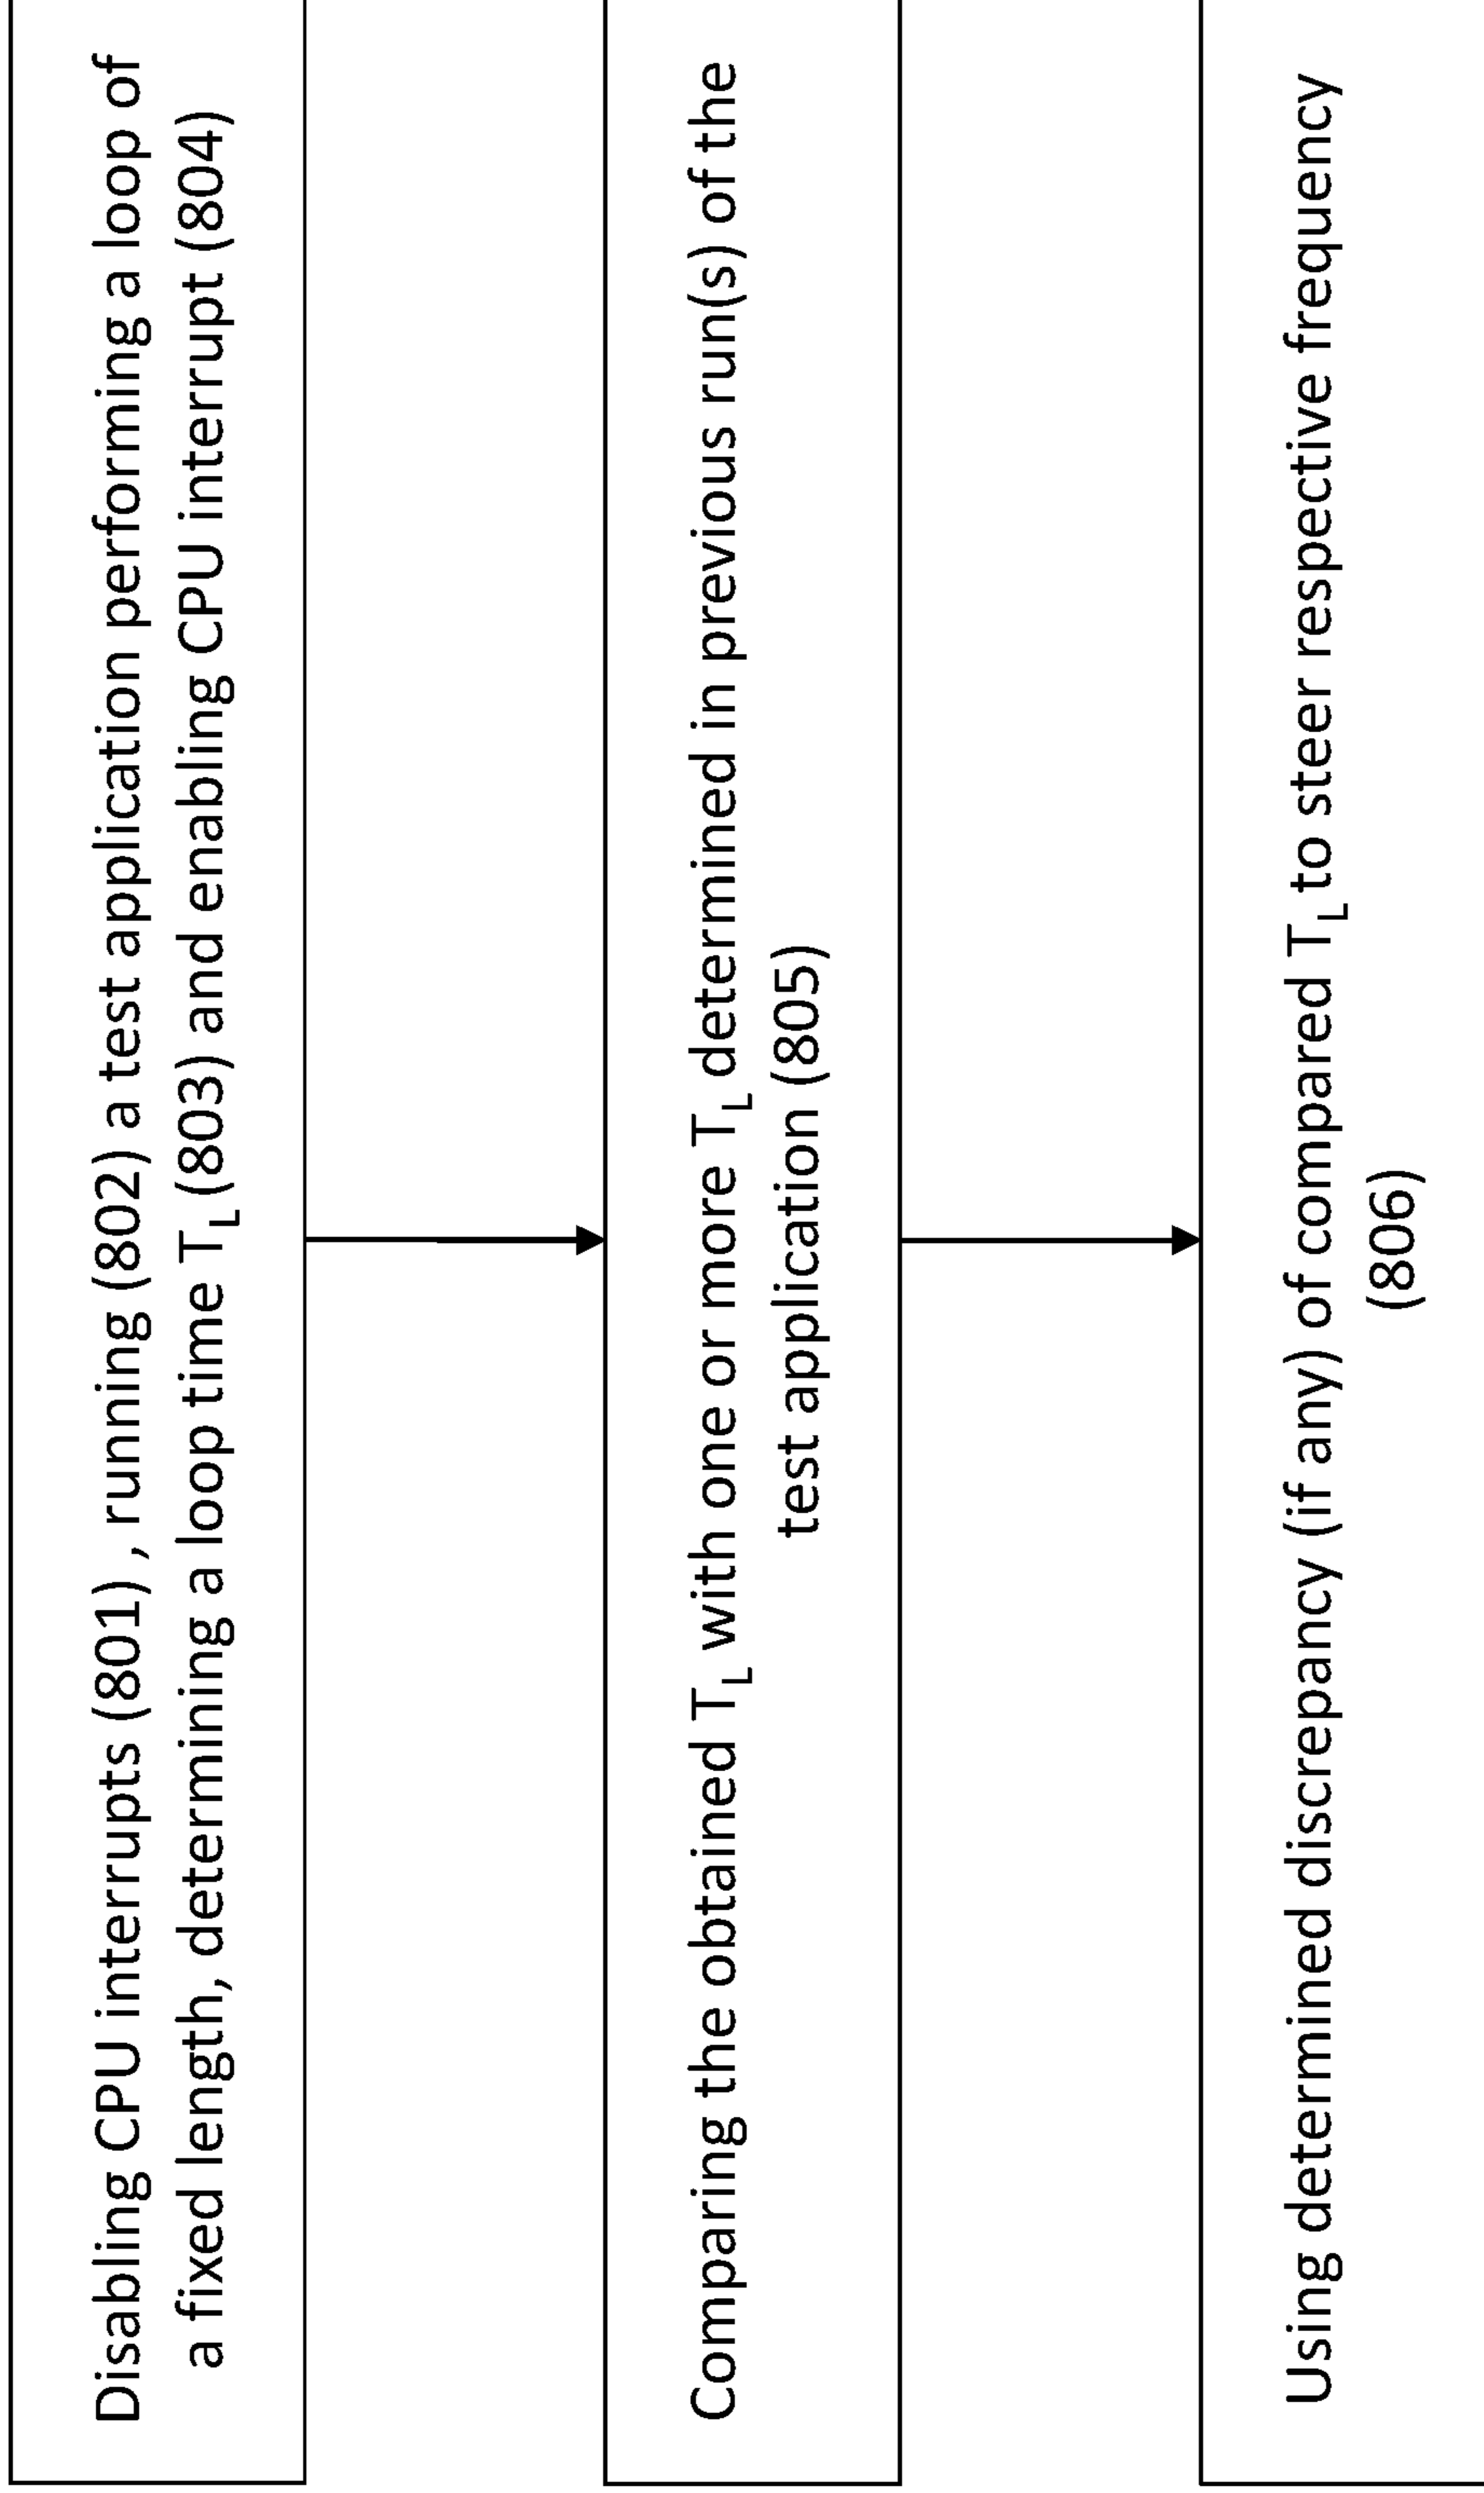 Disabling CPU interrupts (801) , running (802) a test application performing a loop of
a fixed length, determining a loop time TL (803) and enabling CPU interrupt (804)
Comparing the obtained TL with one or more TL determined in previous run(s) of the
test application (805)
Using determined discrepancy (if any) of compared TL to steer respective frequency
(806)